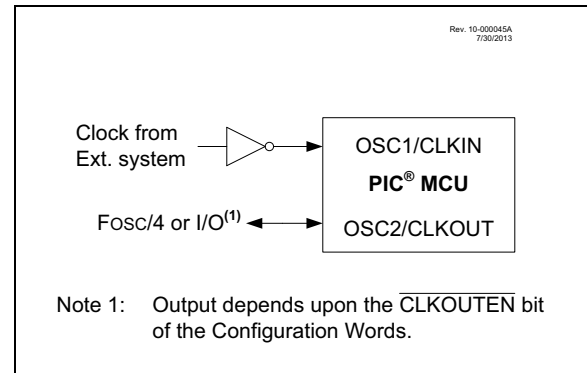 Rev. 10-000045A
7/30/2013
Clock from
Ext. system
OSC1/CLKIN
PIC® MCU
FOSC/4 or I/O(1)
OSC2/CLKOUT
Note 1: Output depends upon the CLKOUTEN bit
of the Configuration Words.